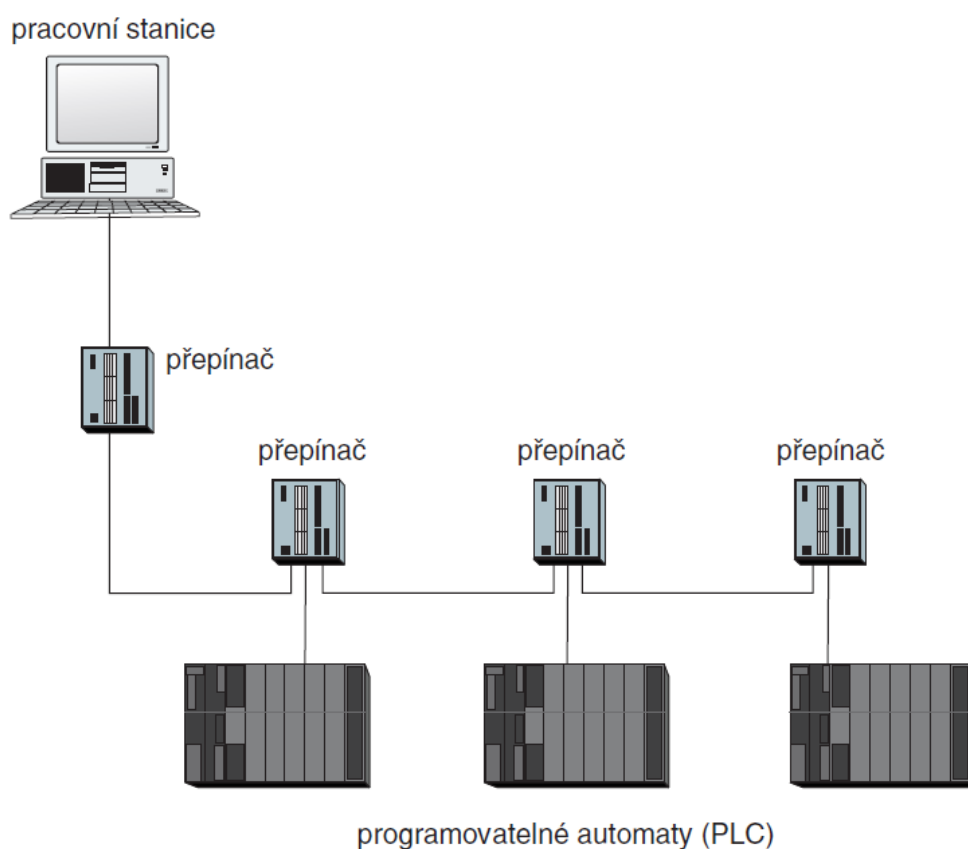 pracovní stanice
přepínač
přepínač
přepínač
přepínač
programovatelné automaty (PLC)